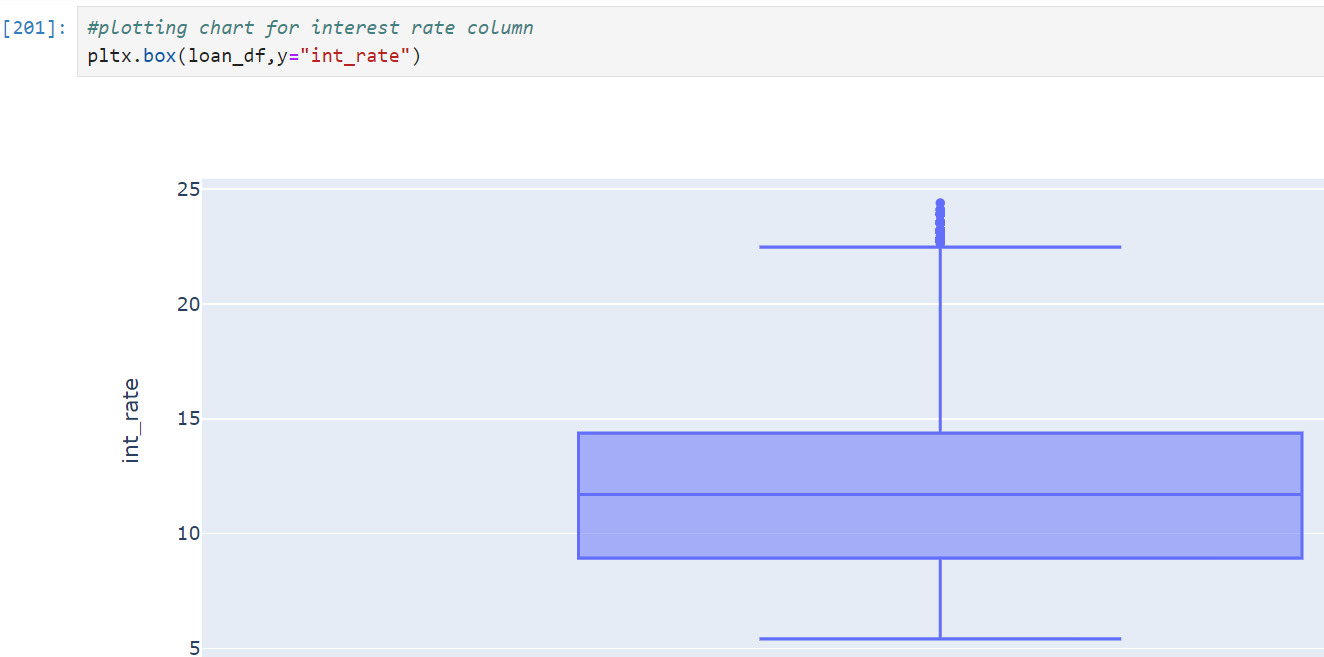 [201]: #plotting chart for interest rate column
pltx.box(loan_df,y="int_rate")
25
20
15
10
5
int_rate